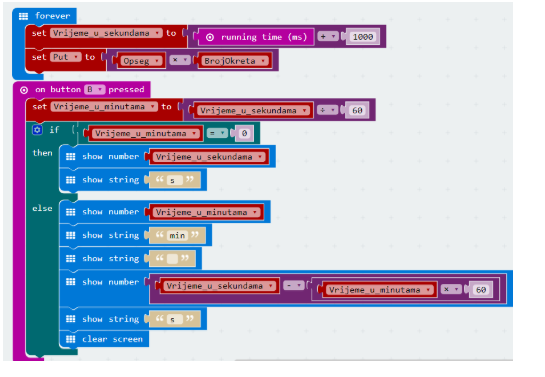 forever
set Vrijeme_u_sekundama to running time (ms) ÷ 1000
set Put to Opseg × BrojOkreta
on button B pressed
set Vrijeme_u_minutama to Vrijeme_u_sekundama ÷ 60
if Vrijeme_u_minutama = 0
then show number Vrijeme_u_sekundama
show string “ s ”
else show number Vrijeme_u_minutama
show string “ min ”
show string “ ”
show number Vrijeme_u_sekundama - Vrijeme_u_minutama × 60
show string “ s ”
clear screen